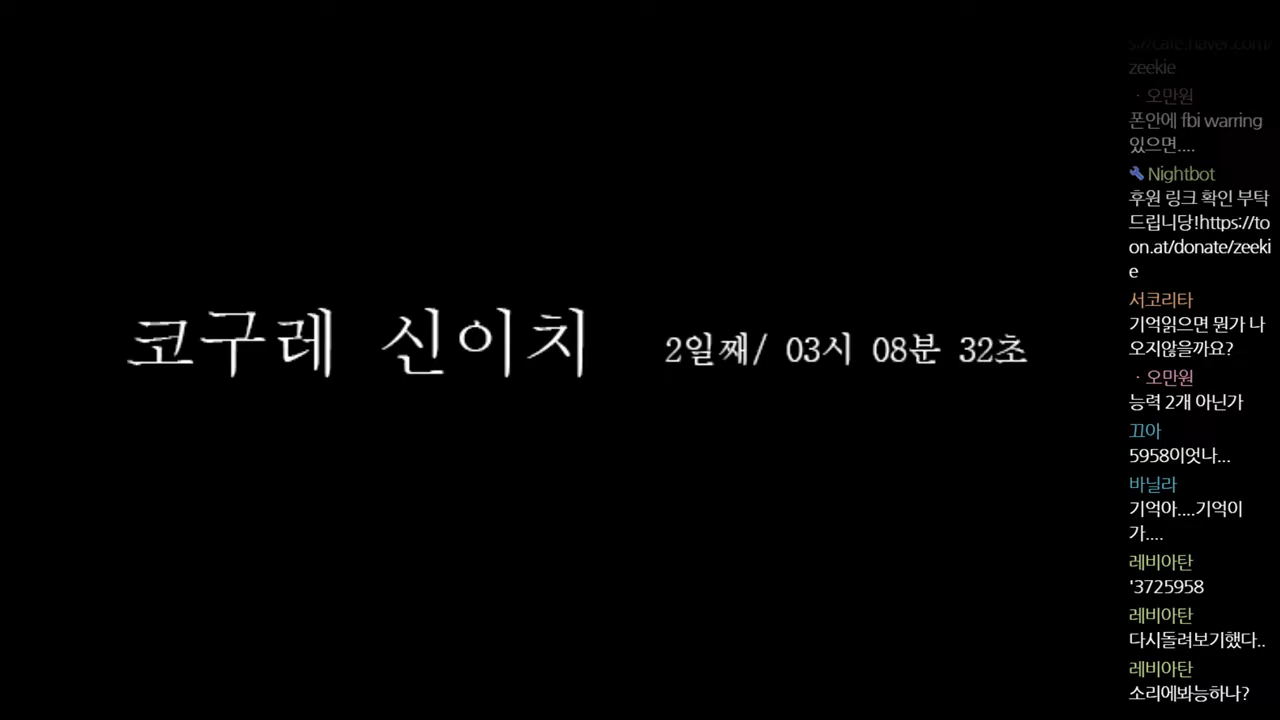 코구레 신이치 2일째/ 03시 08분 32초
s://cafe.naver.com/
zeekie
· 오만원
폰안에 fbi warring
있으면....
Nightbot
후원 링크 확인 부탁
드립니당!https://to
on.at/donate/zeeki
e
서코리타
기억읽으면 뭔가 나
오지않을까요?
· 오만원
능력 2개 아닌가
끄아
5958이엇나...
바닐라
기억아....기억이
가....
레비아탄
'3725958
레비아탄
다시돌려보기했다..
레비아탄
소리에봐능하나?